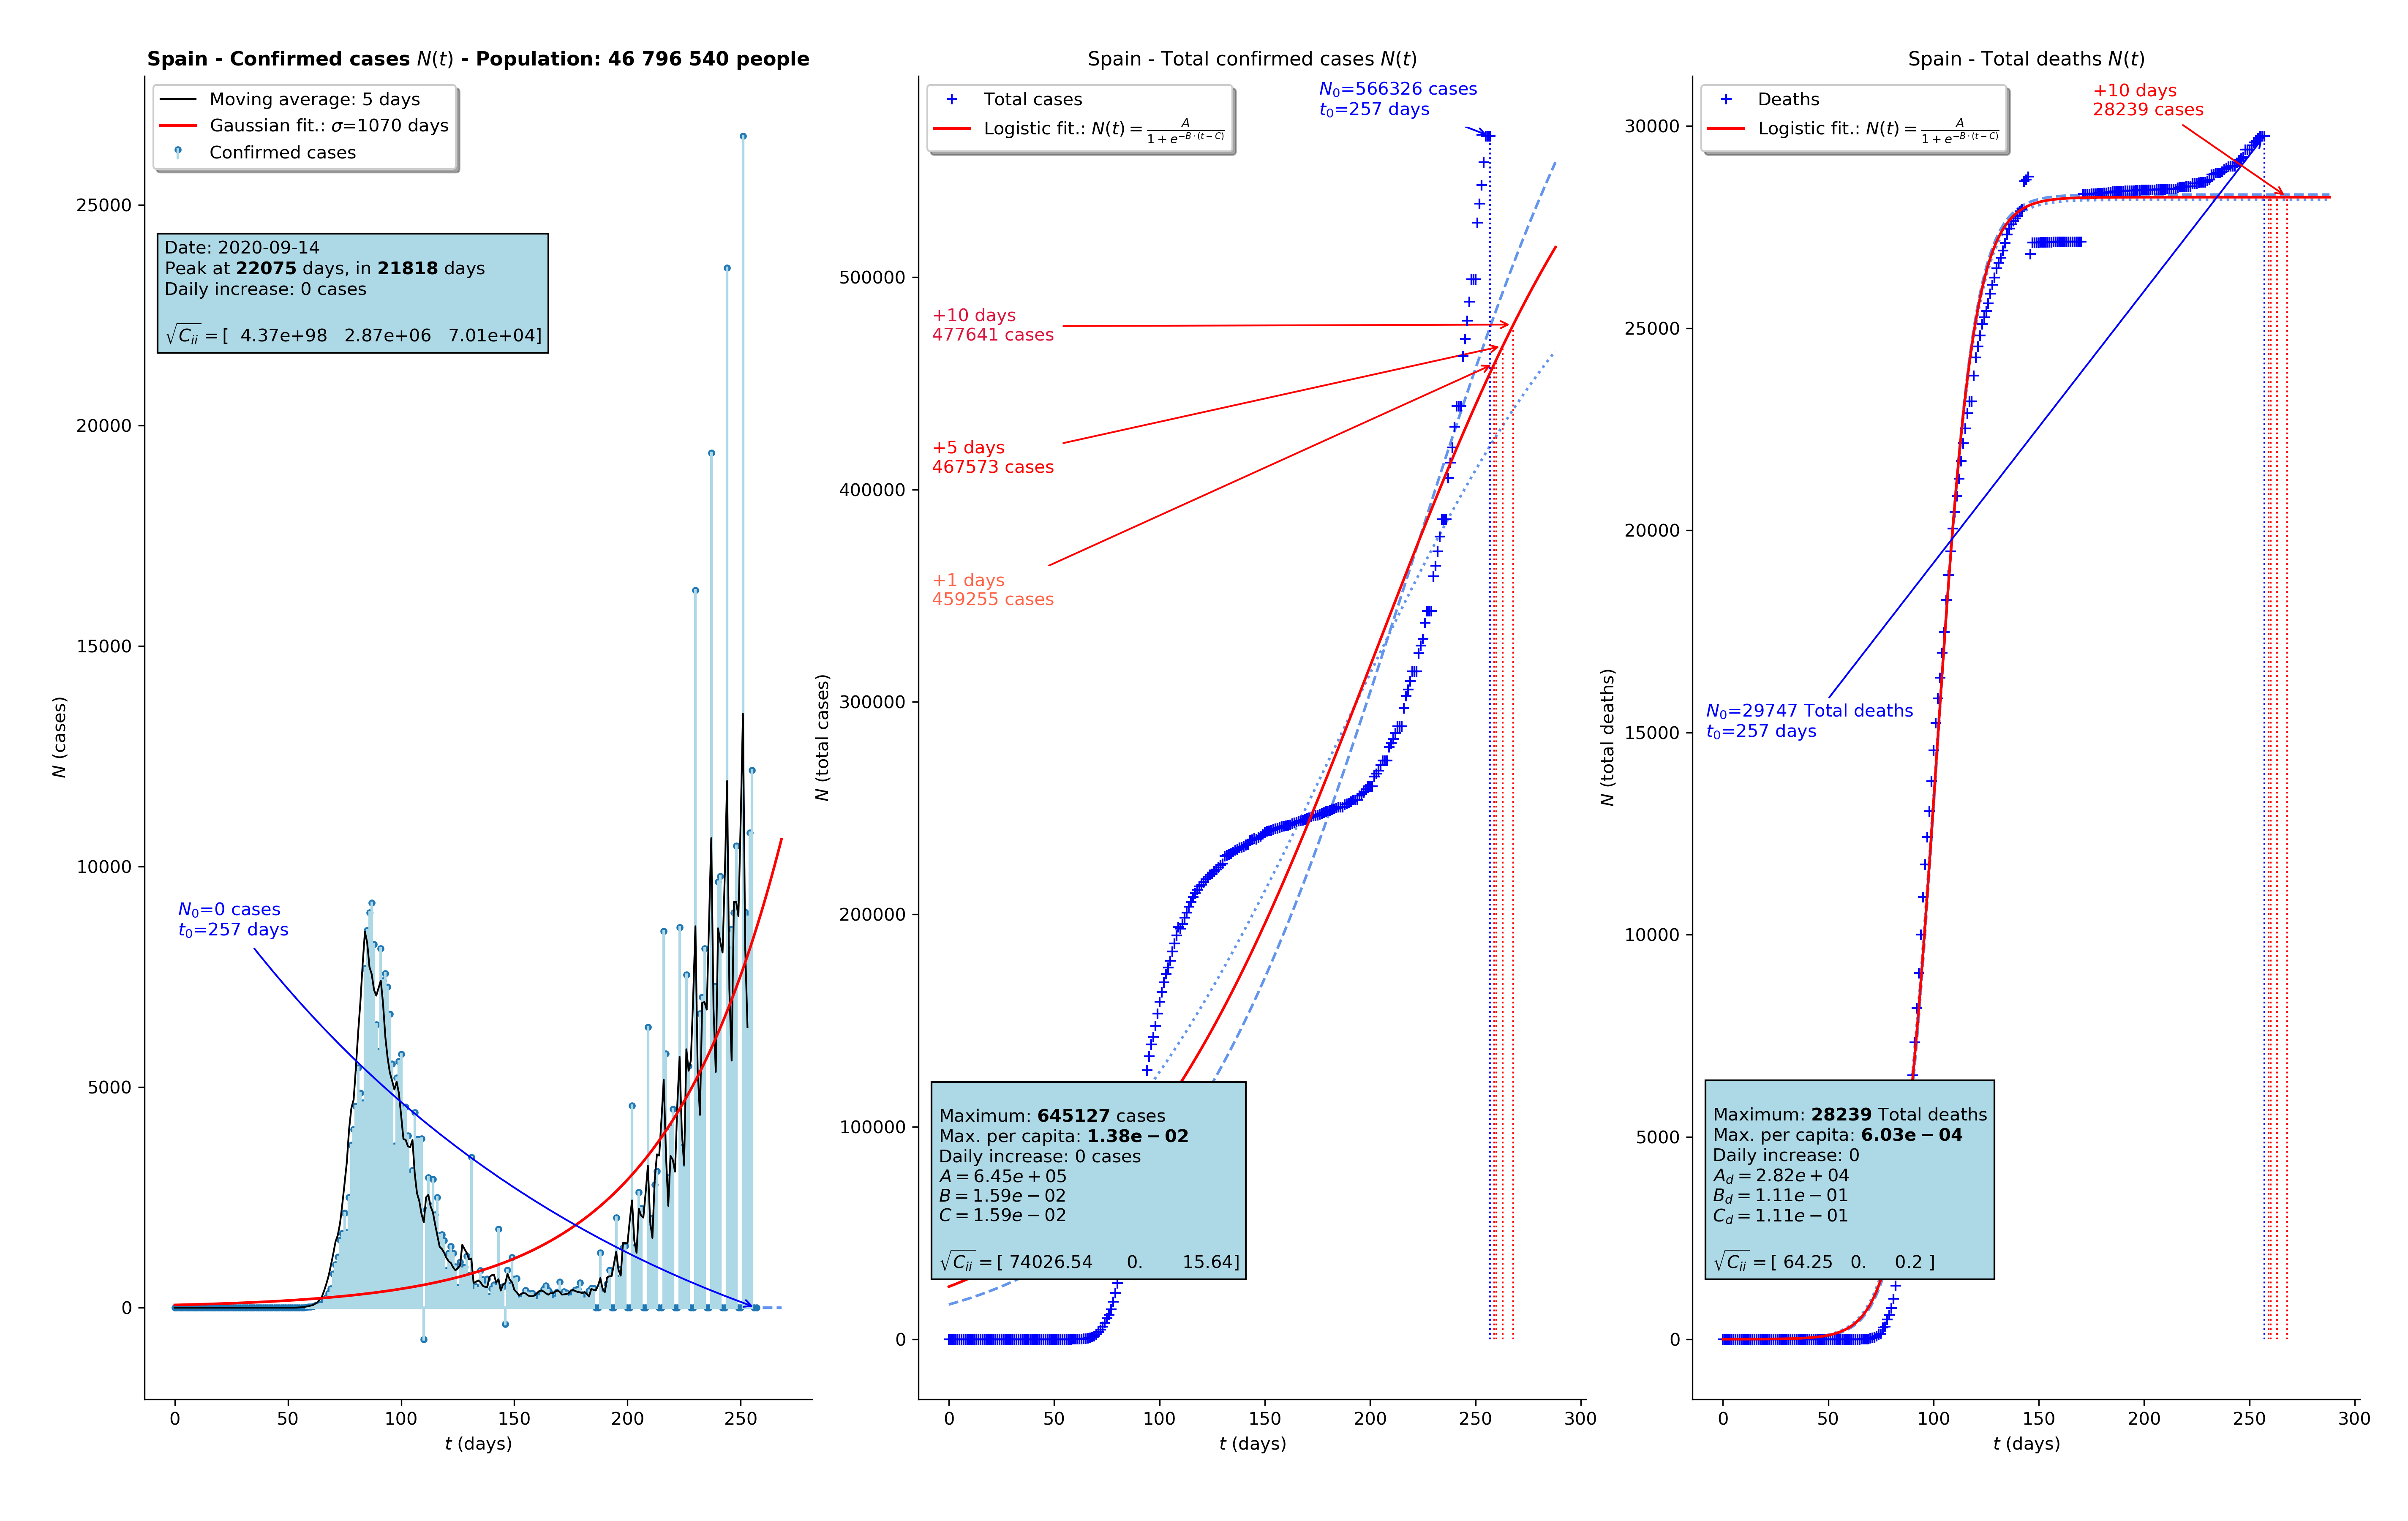 Spain - Confirmed cases N(t) - Population: 46 796 540 people
Moving average: 5 days
Gaussian fit.: σ=1070 days
Confirmed cases
Date: 2020-09-14
Peak at 22075 days, in 21818 days
Daily increase: 0 cases
√C_ii = [ 4.37e+98 2.87e+06 7.01e+04]
N₀=0 cases
t₀=257 days
N (cases)
25000
20000
15000
10000
5000
0
0 50 100 150 200 250
t (days)
Spain - Total confirmed cases N(t)
Total cases
Logistic fit.: N(t) = A / (1 + e^(−B·(t−C)))
N₀=566326 cases
t₀=257 days
+10 days
477641 cases
+5 days
467573 cases
+1 days
459255 cases
Maximum: 645127 cases
Max. per capita: 1.38e − 02
Daily increase: 0 cases
A = 6.45e + 05
B = 1.59e − 02
C = 1.59e − 02
√C_ii = [ 74026.54 0. 15.64]
N (total cases)
500000
400000
300000
200000
100000
0
0 50 100 150 200 250 300
t (days)
Spain - Total deaths N(t)
Deaths
Logistic fit.: N(t) = A / (1 + e^(−B·(t−C)))
+10 days
28239 cases
N₀=29747 Total deaths
t₀=257 days
Maximum: 28239 Total deaths
Max. per capita: 6.03e − 04
Daily increase: 0
A_d = 2.82e + 04
B_d = 1.11e − 01
C_d = 1.11e − 01
√C_ii = [ 64.25 0. 0.2 ]
N (total deaths)
30000
25000
20000
15000
10000
5000
0
0 50 100 150 200 250 300
t (days)